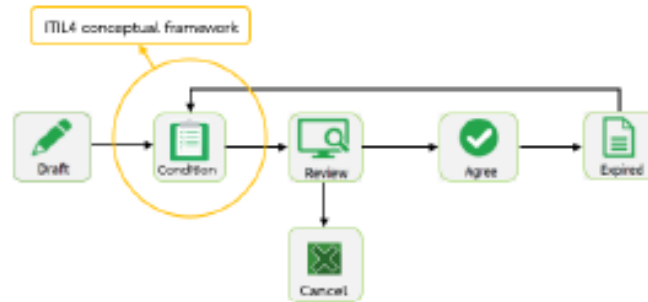 ITIL4 conceptual framework
Draft
Condition
Review
Agree
Expired
Cancel